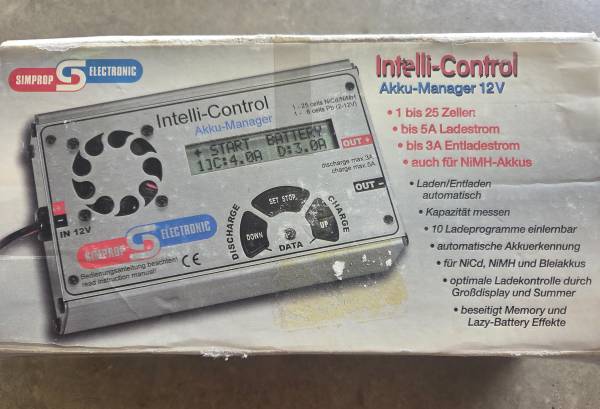 SIMPROP S ELECTRONIC
Intelli-Control
Akku-Manager 12V
• 1 bis 25 Zellen
• bis 5A Ladestrom
• bis 3A Entladestrom
• auch für NiMH-Akkus
• Laden/Entladen
automatisch
• Kapazität messen
• 10 Ladeprogramme einlernbar
• automatische Akkuerkennung
• für NiCd, NiMH und Bleiakkus
• optimale Ladekontrolle durch
Großdisplay und Summer
• beseitigt Memory und
Lazy-Battery Effekte
Intelli-Control
Akku-Manager
1 - 25 cells NiCd/NiMH
1 - 6 cells Pb (2-12V)
+ START BATTERY
1)C:4.0A D:3.0A
OUT +
discharge max.3A
charge max.5A
OUT -
+
-
IN 12V
SIMPROP S ELECTRONIC
DISCHARGE
SET STOP
CHARGE
DOWN
UP
DATA
Bedienungsanleitung beachten!
read instruction manual!
CE